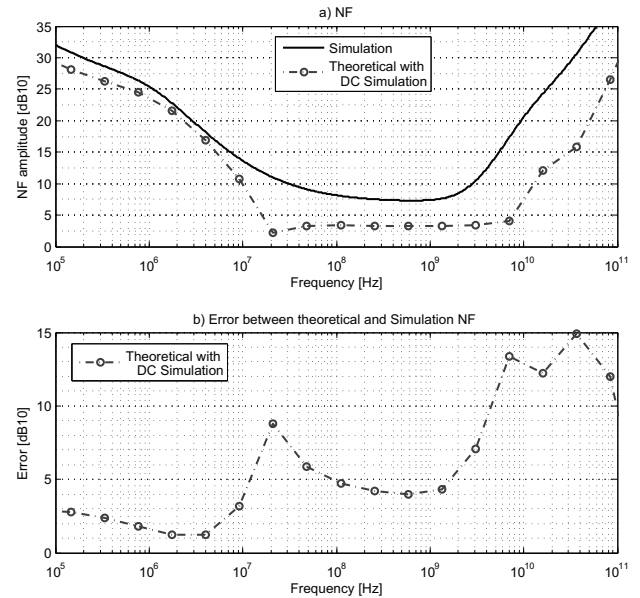 a) NF
35
30
25
20
15
10
5
0
NF amplitude [dB10]
Simulation
Theoretical with
DC Simulation
10^5 10^6 10^7 10^8 10^9 10^10 10^11
Frequency [Hz]
b) Error between theoretical and Simulation NF
15
10
5
0
Error [dB10]
Theoretical with
DC Simulation
10^5 10^6 10^7 10^8 10^9 10^10 10^11
Frequency [Hz]